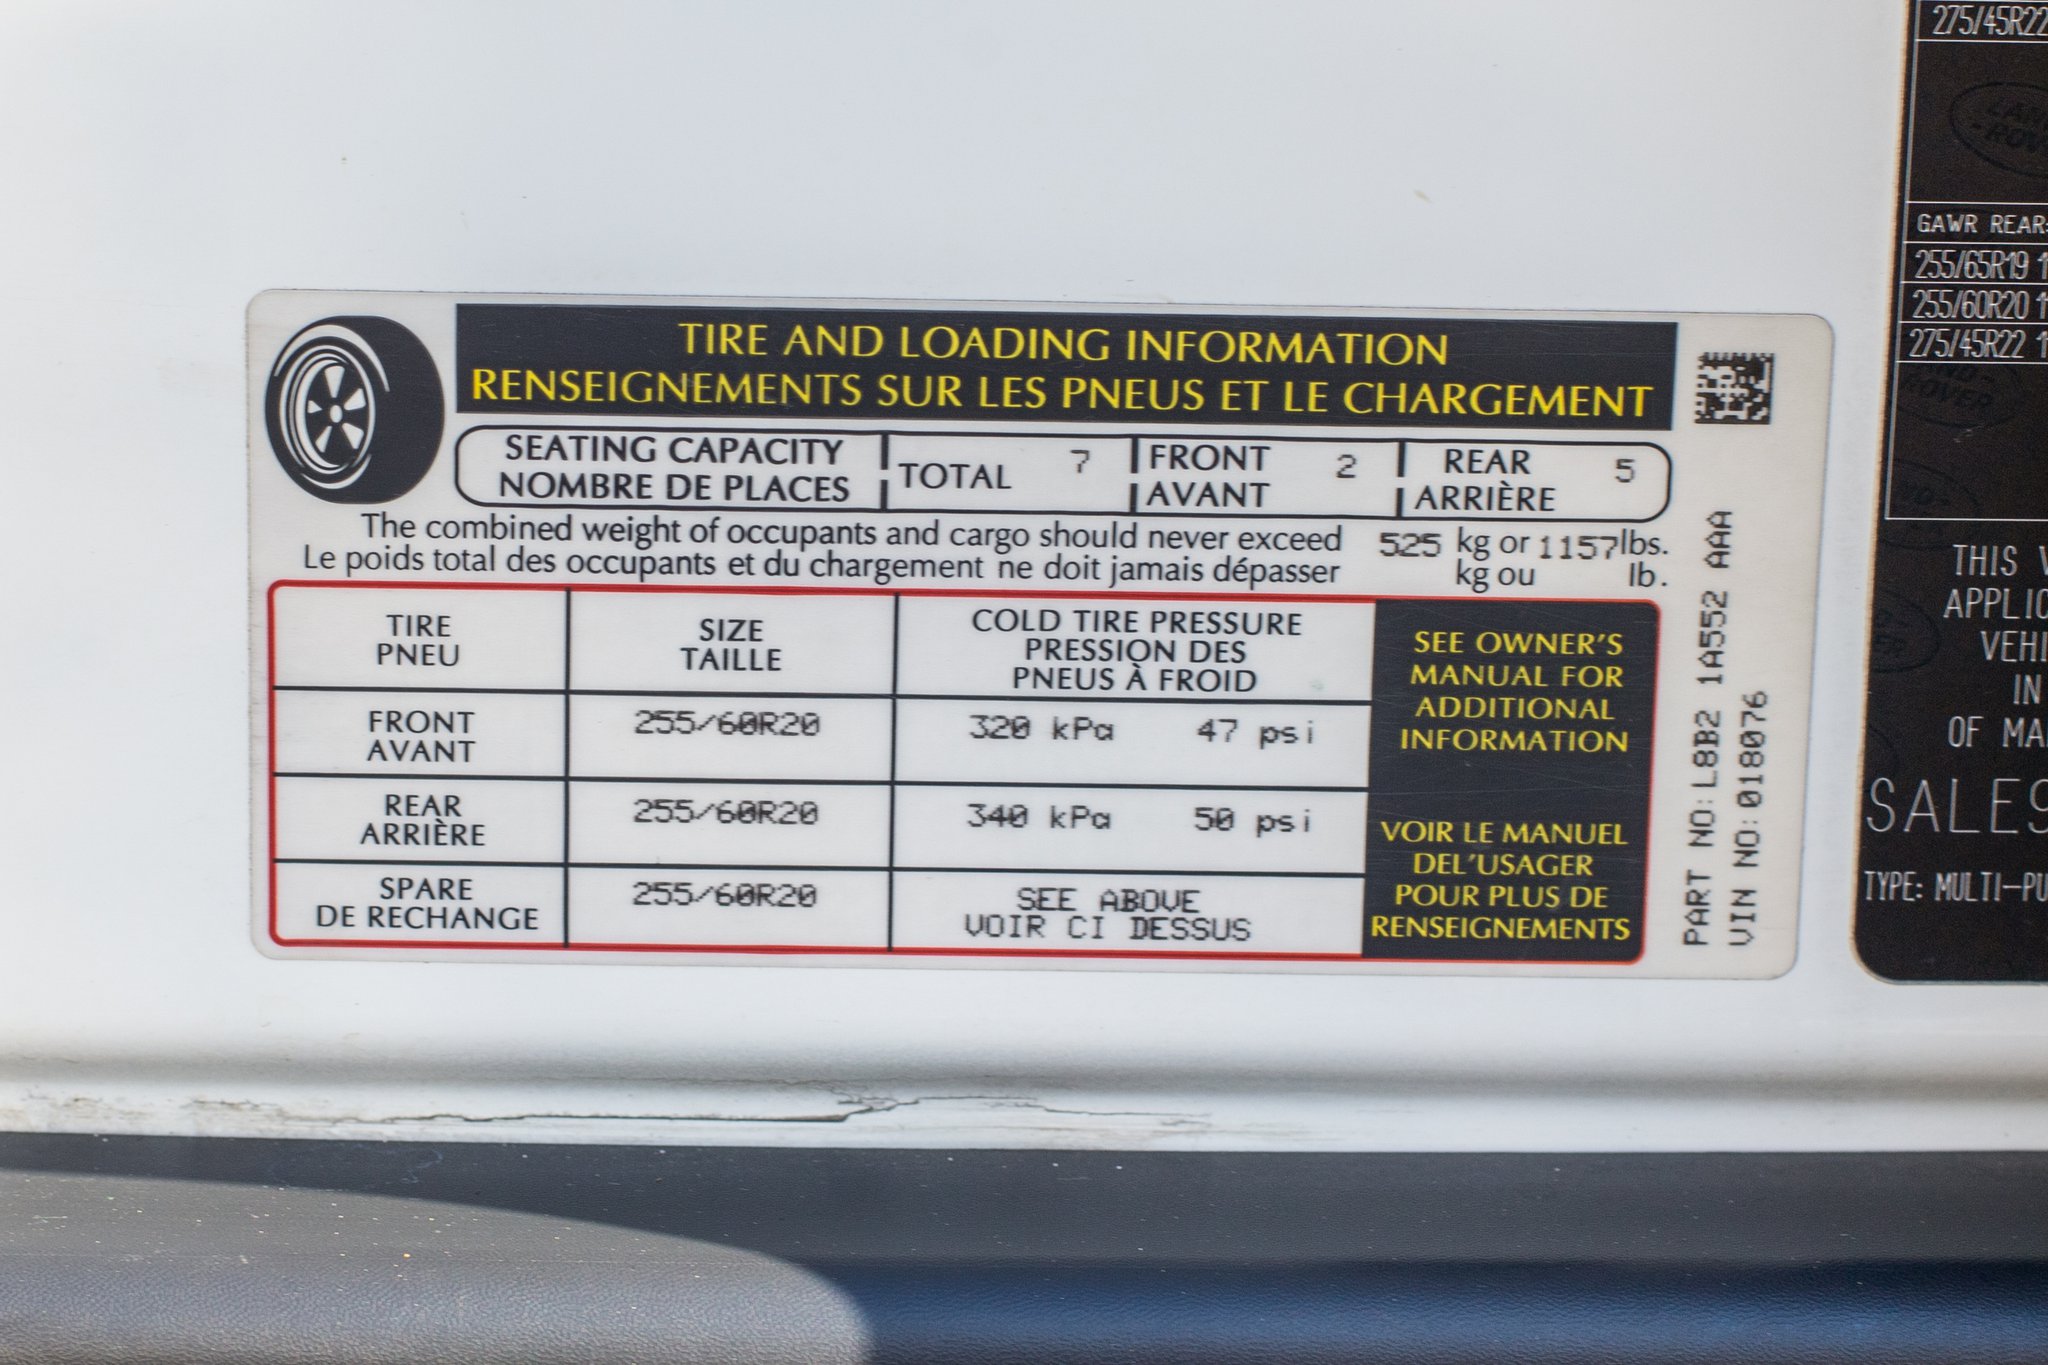 TIRE AND LOADING INFORMATION
RENSEIGNEMENTS SUR LES PNEUS ET LE CHARGEMENT
SEATING CAPACITY
NOMBRE DE PLACES
TOTAL 7
FRONT
AVANT 2
REAR
ARRIÈRE 5
The combined weight of occupants and cargo should never exceed 525 kg or 1157 lbs.
Le poids total des occupants et du chargement ne doit jamais dépasser kg ou lb.
TIRE
PNEU
SIZE
TAILLE
COLD TIRE PRESSURE
PRESSION DES
PNEUS À FROID
FRONT
AVANT
255/60R20
320 kPa 47 psi
REAR
ARRIÈRE
255/60R20
340 kPa 50 psi
SPARE
DE RECHANGE
255/60R20
SEE ABOVE
VOIR CI DESSUS
SEE OWNER'S
MANUAL FOR
ADDITIONAL
INFORMATION
VOIR LE MANUEL
DEL'USAGER
POUR PLUS DE
RENSEIGNEMENTS
PART NO:L8B2 1A552 AAA
VIN NO:0180076
275/45R22
GAWR REAR:
255/65R19
255/60R20
275/45R22
THIS
APPLIC
VEHI
IN
OF MA
SALES
TYPE: MULTI-PU